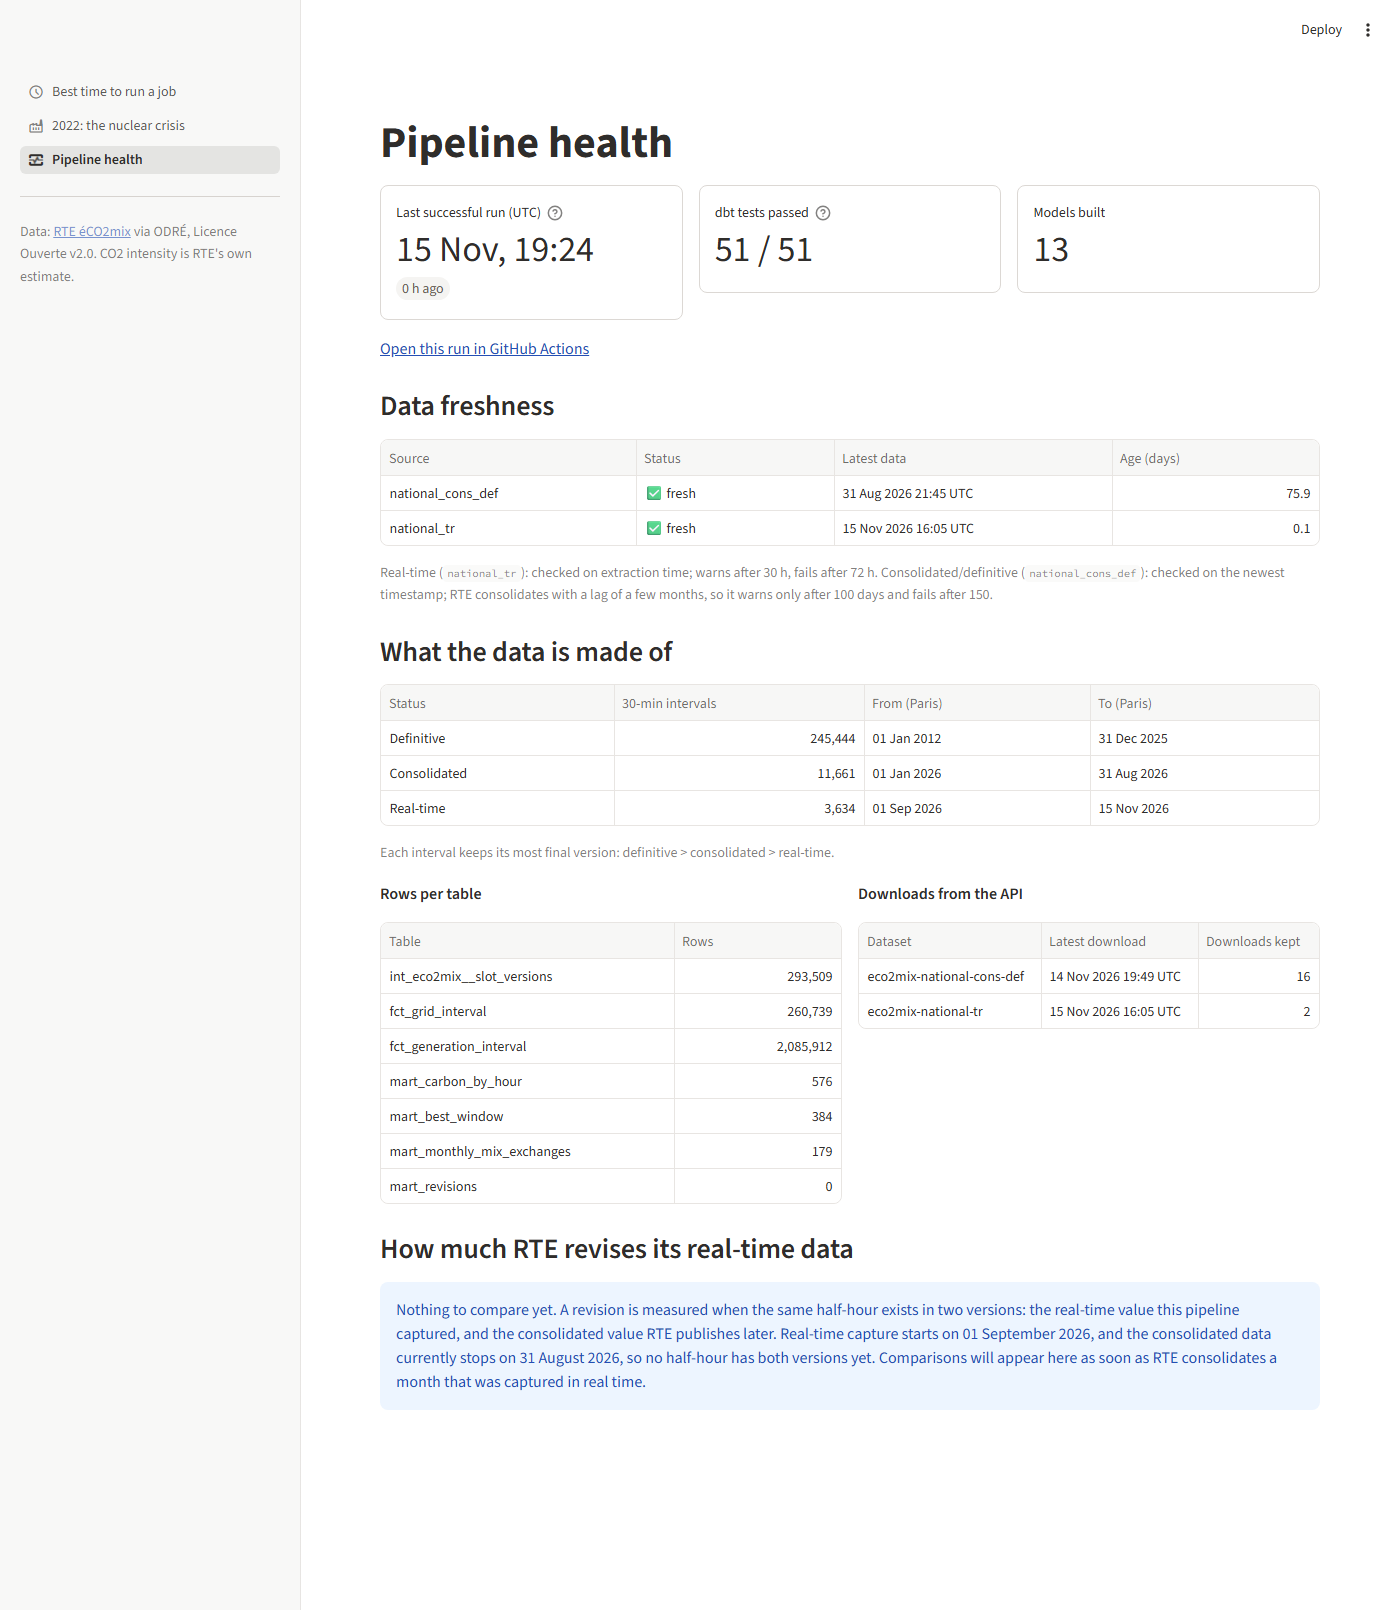 Deploy
Best time to run a job
2022: the nuclear crisis
Pipeline health
Data: RTE éCO2mix via ODRÉ, Licence
Ouverte v2.0. CO2 intensity is RTE's own
estimate.
Pipeline health
Last successful run (UTC)
15 Nov, 19:24
0 h ago
dbt tests passed
51 / 51
Models built
13
Open this run in GitHub Actions
Data freshness
Source Status Latest data Age (days)
national_cons_def ✅ fresh 31 Aug 2026 21:45 UTC 75.9
national_tr ✅ fresh 15 Nov 2026 16:05 UTC 0.1
Real-time ( national_tr ): checked on extraction time; warns after 30 h, fails after 72 h. Consolidated/definitive ( national_cons_def ): checked on the newest
timestamp; RTE consolidates with a lag of a few months, so it warns only after 100 days and fails after 150.
What the data is made of
Status 30-min intervals From (Paris) To (Paris)
Definitive 245,444 01 Jan 2012 31 Dec 2025
Consolidated 11,661 01 Jan 2026 31 Aug 2026
Real-time 3,634 01 Sep 2026 15 Nov 2026
Each interval keeps its most final version: definitive > consolidated > real-time.
Rows per table
Table Rows
int_eco2mix__slot_versions 293,509
fct_grid_interval 260,739
fct_generation_interval 2,085,912
mart_carbon_by_hour 576
mart_best_window 384
mart_monthly_mix_exchanges 179
mart_revisions 0
Downloads from the API
Dataset Latest download Downloads kept
eco2mix-national-cons-def 14 Nov 2026 19:49 UTC 16
eco2mix-national-tr 15 Nov 2026 16:05 UTC 2
How much RTE revises its real-time data
Nothing to compare yet. A revision is measured when the same half-hour exists in two versions: the real-time value this pipeline
captured, and the consolidated value RTE publishes later. Real-time capture starts on 01 September 2026, and the consolidated data
currently stops on 31 August 2026, so no half-hour has both versions yet. Comparisons will appear here as soon as RTE consolidates a
month that was captured in real time.